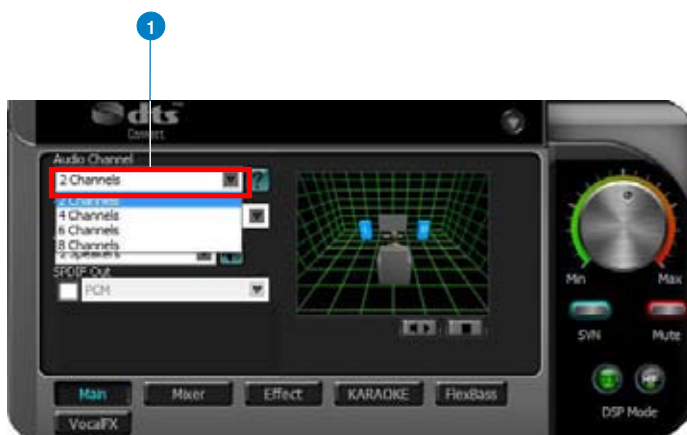 1
dts
Connect
Audio Channel
2 Channels
?
2 Channels
4 Channels
6 Channels
8 Channels
2 Speakers
SPDIF Out
PCM
Min Max
SVN Mute
DSP Mode
Main Mixer Effect KARAOKE FlexBass
VocalFX